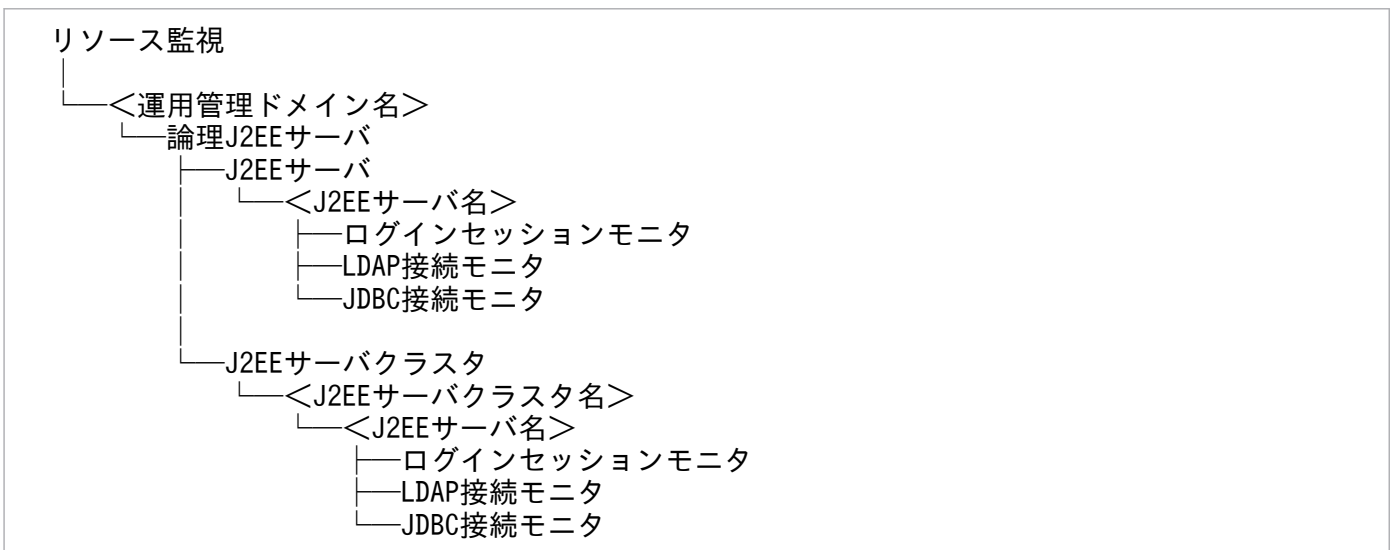 リソース監視
＜運用管理ドメイン名＞
論理J2EEサーバ
J2EEサーバ
＜J2EEサーバ名＞
ログインセッションモニタ
LDAP接続モニタ
JDBC接続モニタ
J2EEサーバクラスタ
＜J2EEサーバクラスタ名＞
＜J2EEサーバ名＞
ログインセッションモニタ
LDAP接続モニタ
JDBC接続モニタ